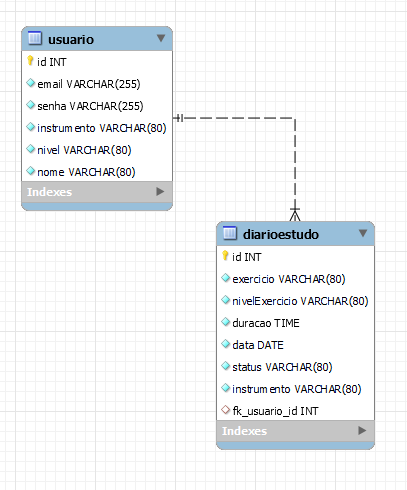 usuario
id INT
email VARCHAR(255)
senha VARCHAR(255)
instrumento VARCHAR(80)
nivel VARCHAR(80)
nome VARCHAR(80)
Indexes
diarioestudo
id INT
exercicio VARCHAR(80)
nivelExercicio VARCHAR(80)
duracao TIME
data DATE
status VARCHAR(80)
instrumento VARCHAR(80)
fk_usuario_id INT
Indexes